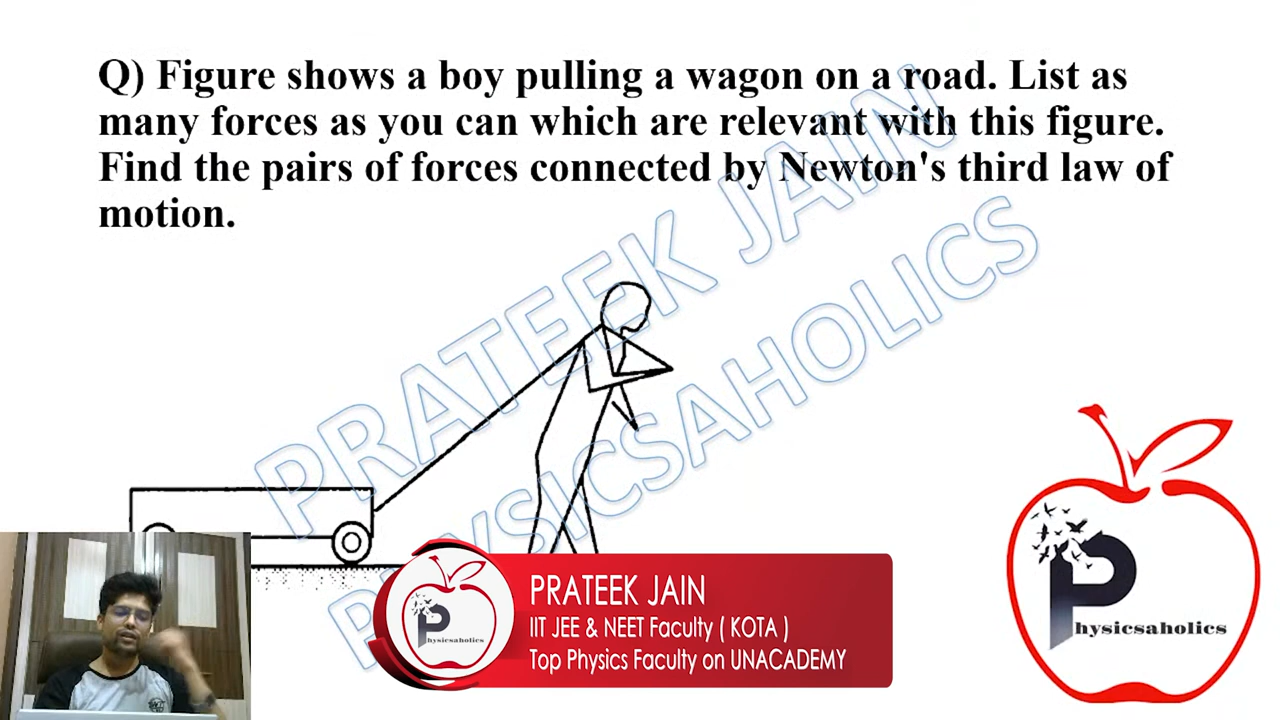 Q) Figure shows a boy pulling a wagon on a road. List as
many forces as you can which are relevant with this figure.
Find the pairs of forces connected by Newton's third law of
motion.
PRATEEK JAIN
PHYSICSAHOLICS
Physicsaholics
PRATEEK JAIN
IIT JEE & NEET Faculty ( KOTA )
Top Physics Faculty on UNACADEMY
Physicsaholics